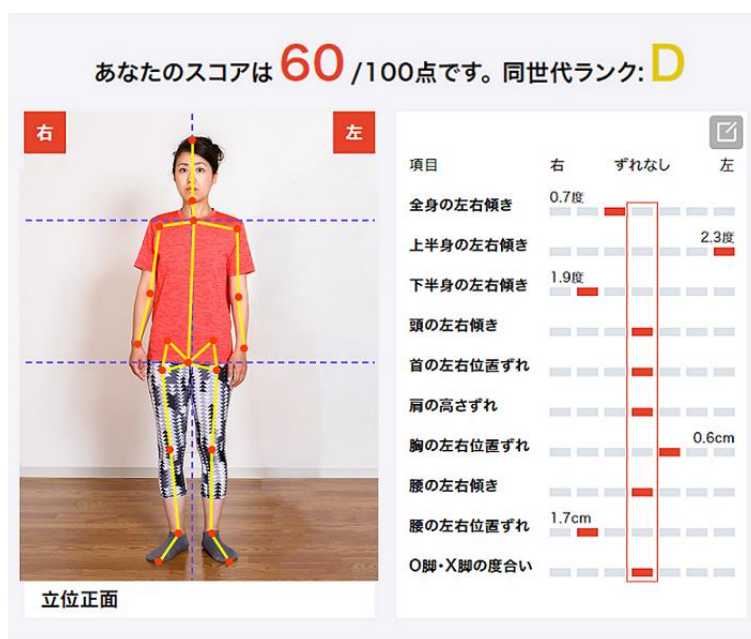 あなたのスコアは 60 /100点です。同世代ランク: D
右
左
項目 右 ずれなし 左
全身の左右傾き 0.7度
上半身の左右傾き 2.3度
下半身の左右傾き 1.9度
頭の左右傾き
首の左右位置ずれ
肩の高さずれ
胸の左右位置ずれ 0.6cm
腰の左右傾き
腰の左右位置ずれ 1.7cm
O脚・X脚の度合い
立位正面